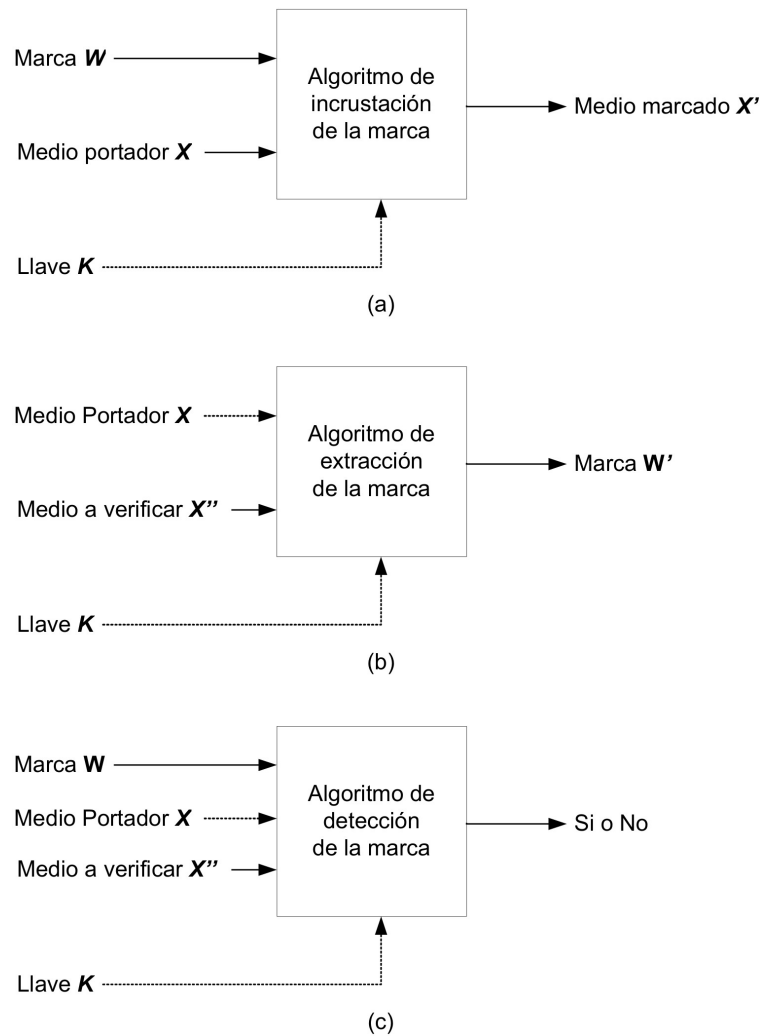 Marca W
Medio portador X
Llave K
Algoritmo de
incrustación
de la marca
Medio marcado X’
(a)
Medio Portador X
Medio a verificar X’’
Llave K
Algoritmo de
extracción
de la marca
Marca W’
(b)
Marca W
Medio Portador X
Medio a verificar X’’
Llave K
Algoritmo de
detección
de la marca
Si o No
(c)